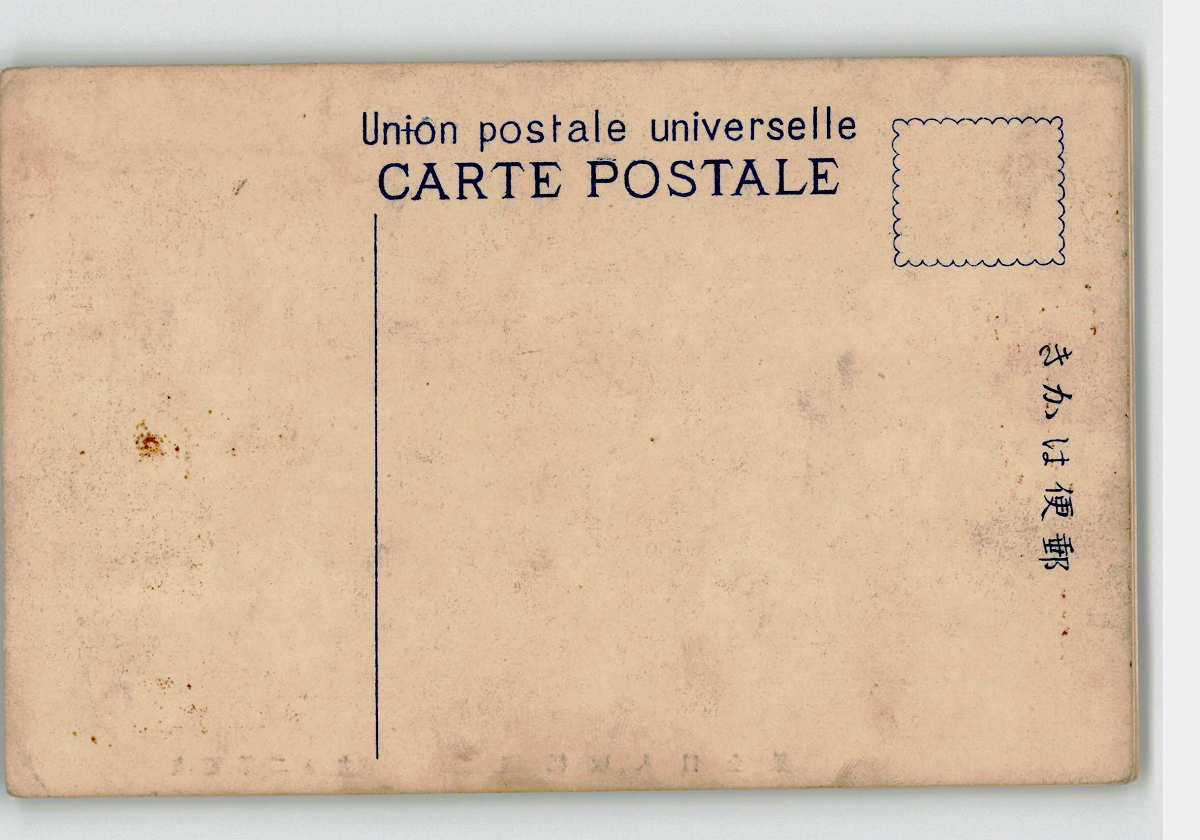 Union postale universelle
CARTE POSTALE
きかは便郵